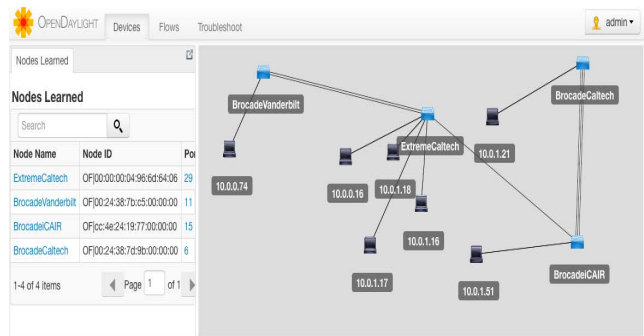 OPENDAYLIGHT
Devices
Flows
Troubleshoot
admin
Nodes Learned
Nodes Learned
Search
Node Name Node ID Por
ExtremeCaltech OF|00:00:00:04:96:6d:64:06 29
BrocadeVanderbilt OF|00:24:38:7b:c5:00:00:00 11
BrocadeiCAIR OF|cc:4e:24:19:77:00:00:00 15
BrocadeCaltech OF|00:24:38:7d:9b:00:00:00 6
1-4 of 4 items Page 1 of 1
BrocadeVanderbilt
BrocadeCaltech
ExtremeCaltech
10.0.1.21
10.0.0.74
10.0.0.16
10.0.1.18
10.0.1.16
10.0.1.17
10.0.1.51
BrocadeiCAIR